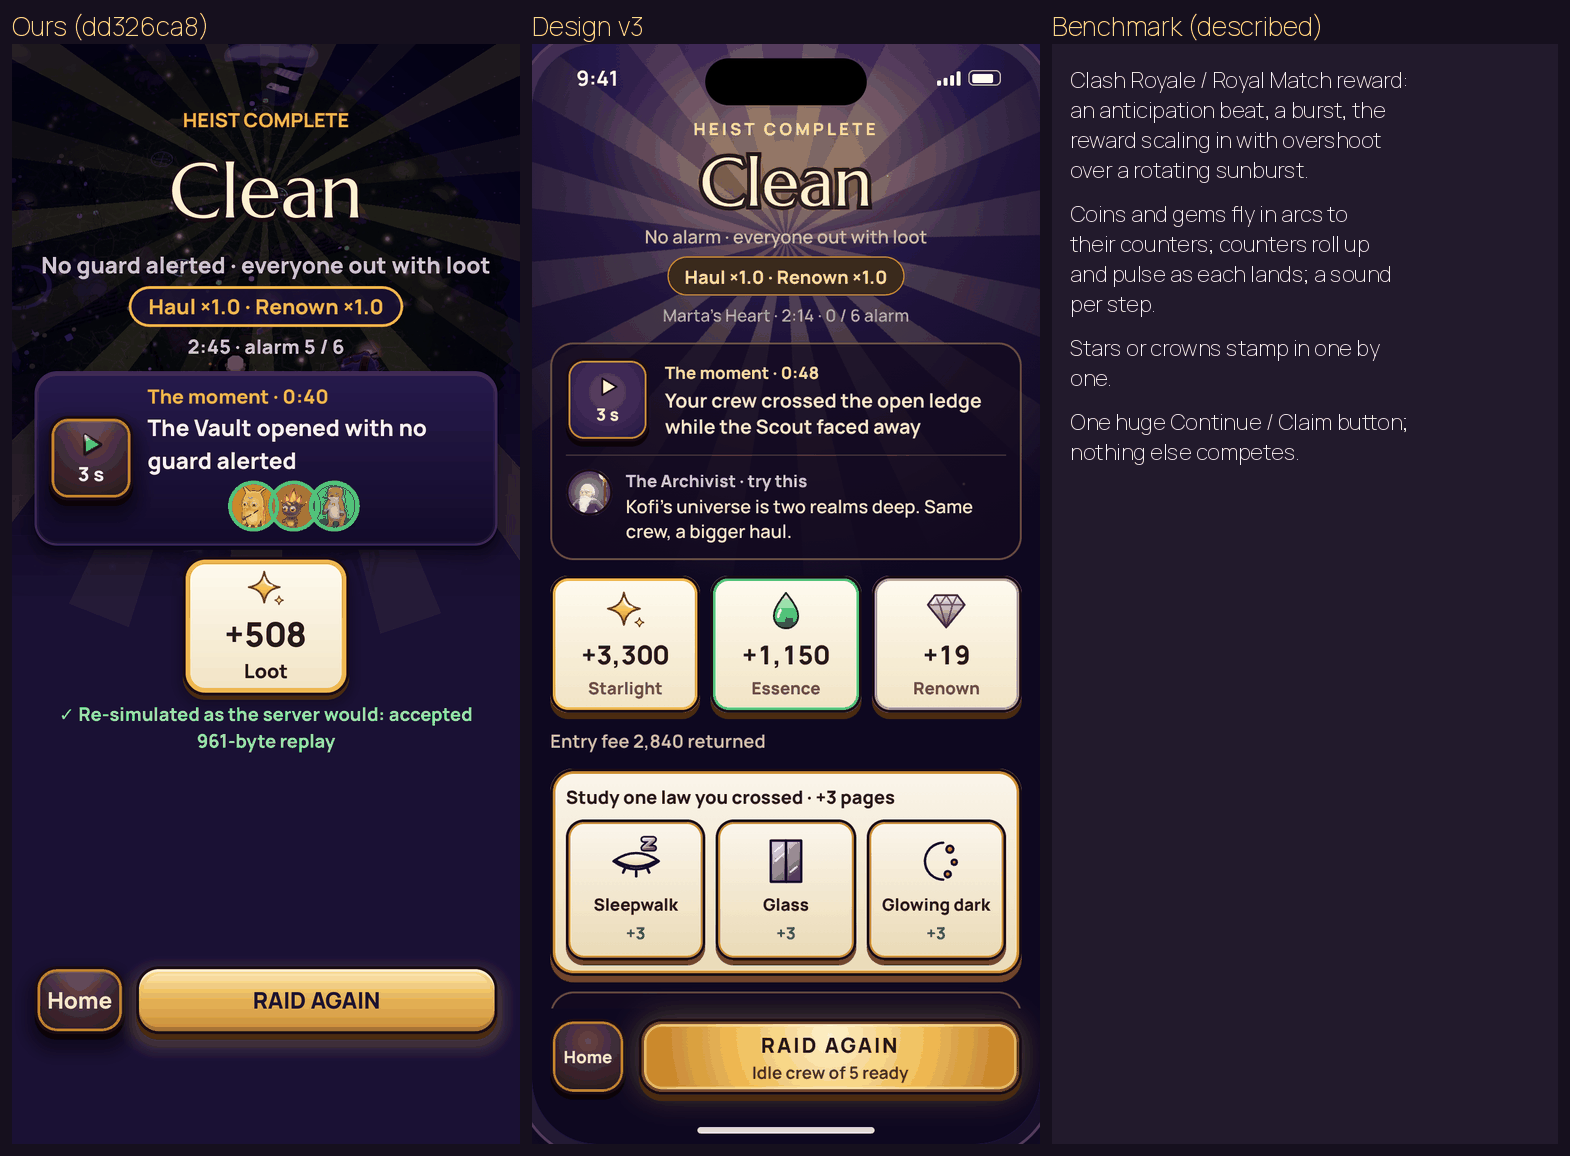 Ours (dd326ca8)
HEIST COMPLETE
Clean
No guard alerted · everyone out with loot
Haul ×1.0 · Renown ×1.0
2:45 · alarm 5 / 6
The moment · 0:40
The Vault opened with no
guard alerted
3 s
+508
Loot
✓ Re-simulated as the server would: accepted
961-byte replay
Home
RAID AGAIN
Design v3
9:41
HEIST COMPLETE
Clean
No alarm · everyone out with loot
Haul ×1.0 · Renown ×1.0
Marta's Heart · 2:14 · 0 / 6 alarm
The moment · 0:48
Your crew crossed the open ledge
while the Scout faced away
3 s
The Archivist · try this
Kofi's universe is two realms deep. Same
crew, a bigger haul.
+3,300
Starlight
+1,150
Essence
+19
Renown
Entry fee 2,840 returned
Study one law you crossed · +3 pages
Sleepwalk
+3
Glass
+3
Glowing dark
+3
Home
RAID AGAIN
Idle crew of 5 ready
Benchmark (described)
Clash Royale / Royal Match reward:
an anticipation beat, a burst, the
reward scaling in with overshoot
over a rotating sunburst.
Coins and gems fly in arcs to
their counters; counters roll up
and pulse as each lands; a sound
per step.
Stars or crowns stamp in one by
one.
One huge Continue / Claim button;
nothing else competes.